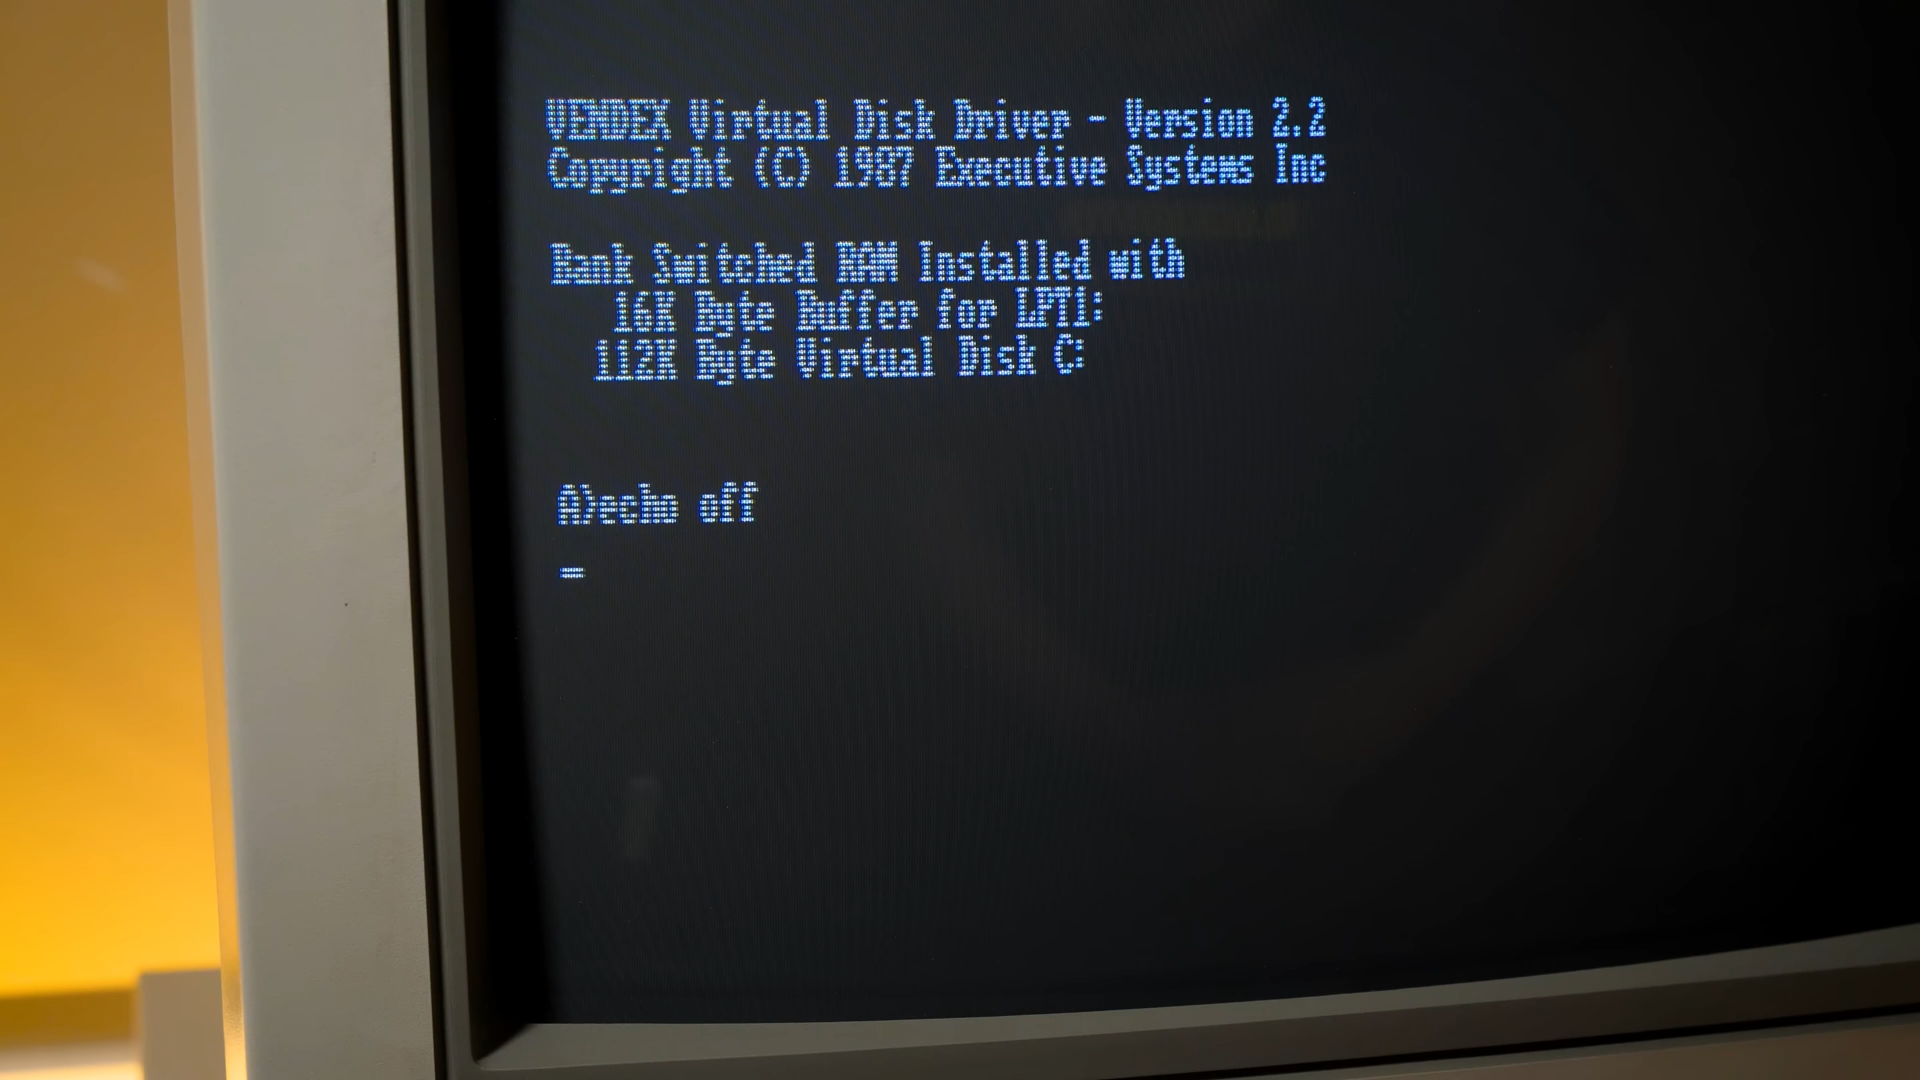 VENDEX Virtual Disk Driver - Version 2.2
Copyright (C) 1987 Executive Systems Inc
Bank Switched RAM Installed with
16K Byte Buffer for LPT1:
112K Byte Virtual Disk C:
A>echo off